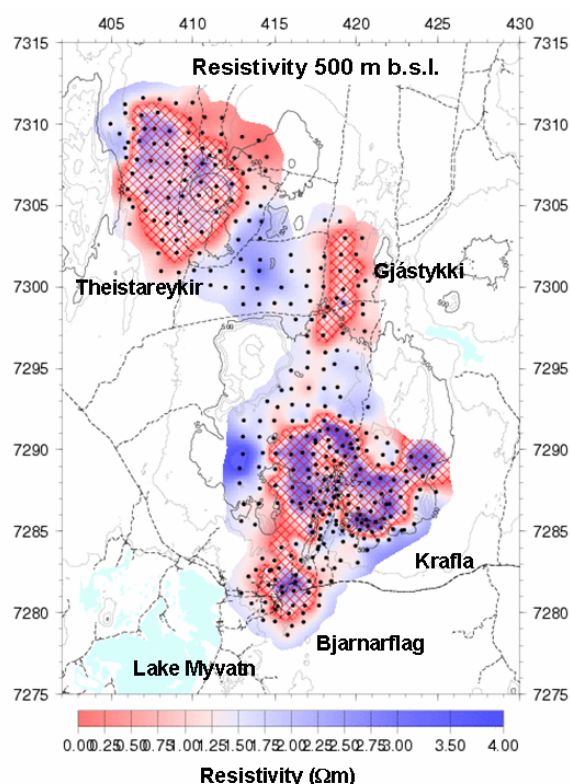 405 410 415 420 425 430
7315 7315
Resistivity 500 m b.s.l.
7310 7310
7305 7305
Gjástykki
Theistareykir
7300 7300
500
7295 7295
7290 7290
7285 7285
Krafla
7280 7280
Bjarnarflag
Lake Myvatn
7275 7275
0.00 0.25 0.50 0.75 1.00 1.25 1.50 1.75 2.00 2.25 2.50 2.75 3.00 3.50 4.00
Resistivity (Ωm)